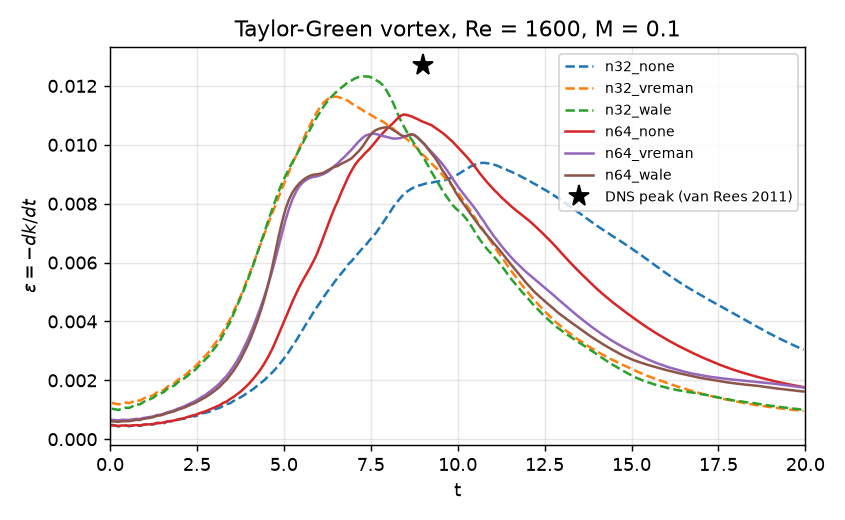 Taylor-Green vortex, Re = 1600, M = 0.1
ε = −dk/dt
0.012
0.010
0.008
0.006
0.004
0.002
0.000
n32_none
n32_vreman
n32_wale
n64_none
n64_vreman
n64_wale
DNS peak (van Rees 2011)
0.0 2.5 5.0 7.5 10.0 12.5 15.0 17.5 20.0
t